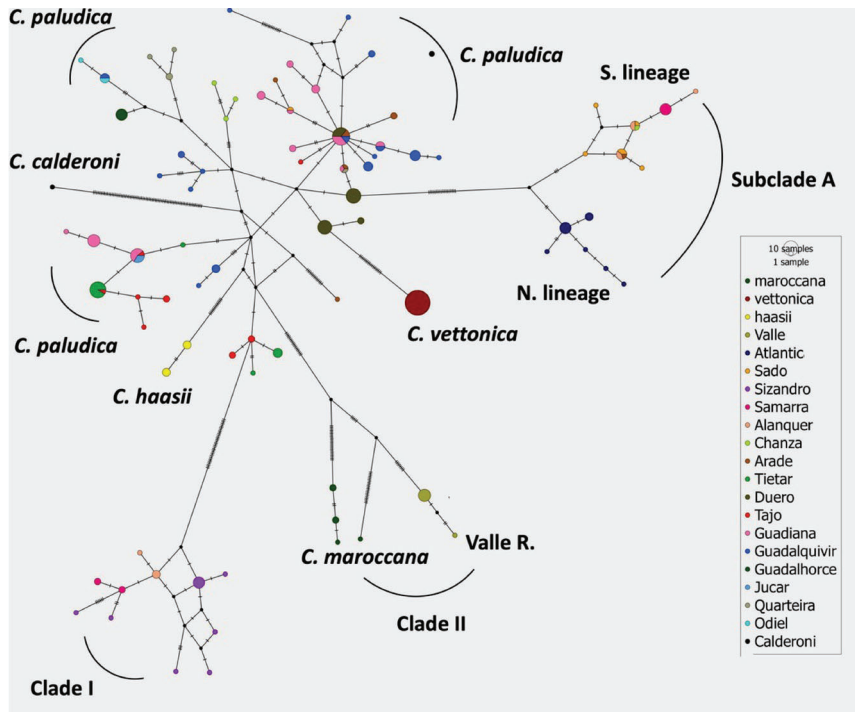 C. paludica
C. paludica
S. lineage
C. calderoni
Subclade A
N. lineage
C. vettonica
C. paludica
C. haasii
C. maroccana
Valle R.
Clade II
Clade I
10 samples
1 sample
maroccana
vettonica
haasii
Valle
Atlantic
Sado
Sizandro
Samarra
Alanquer
Chanza
Arade
Tietar
Duero
Tajo
Guadiana
Guadalquivir
Guadalhorce
Jucar
Quarteira
Odiel
Calderoni